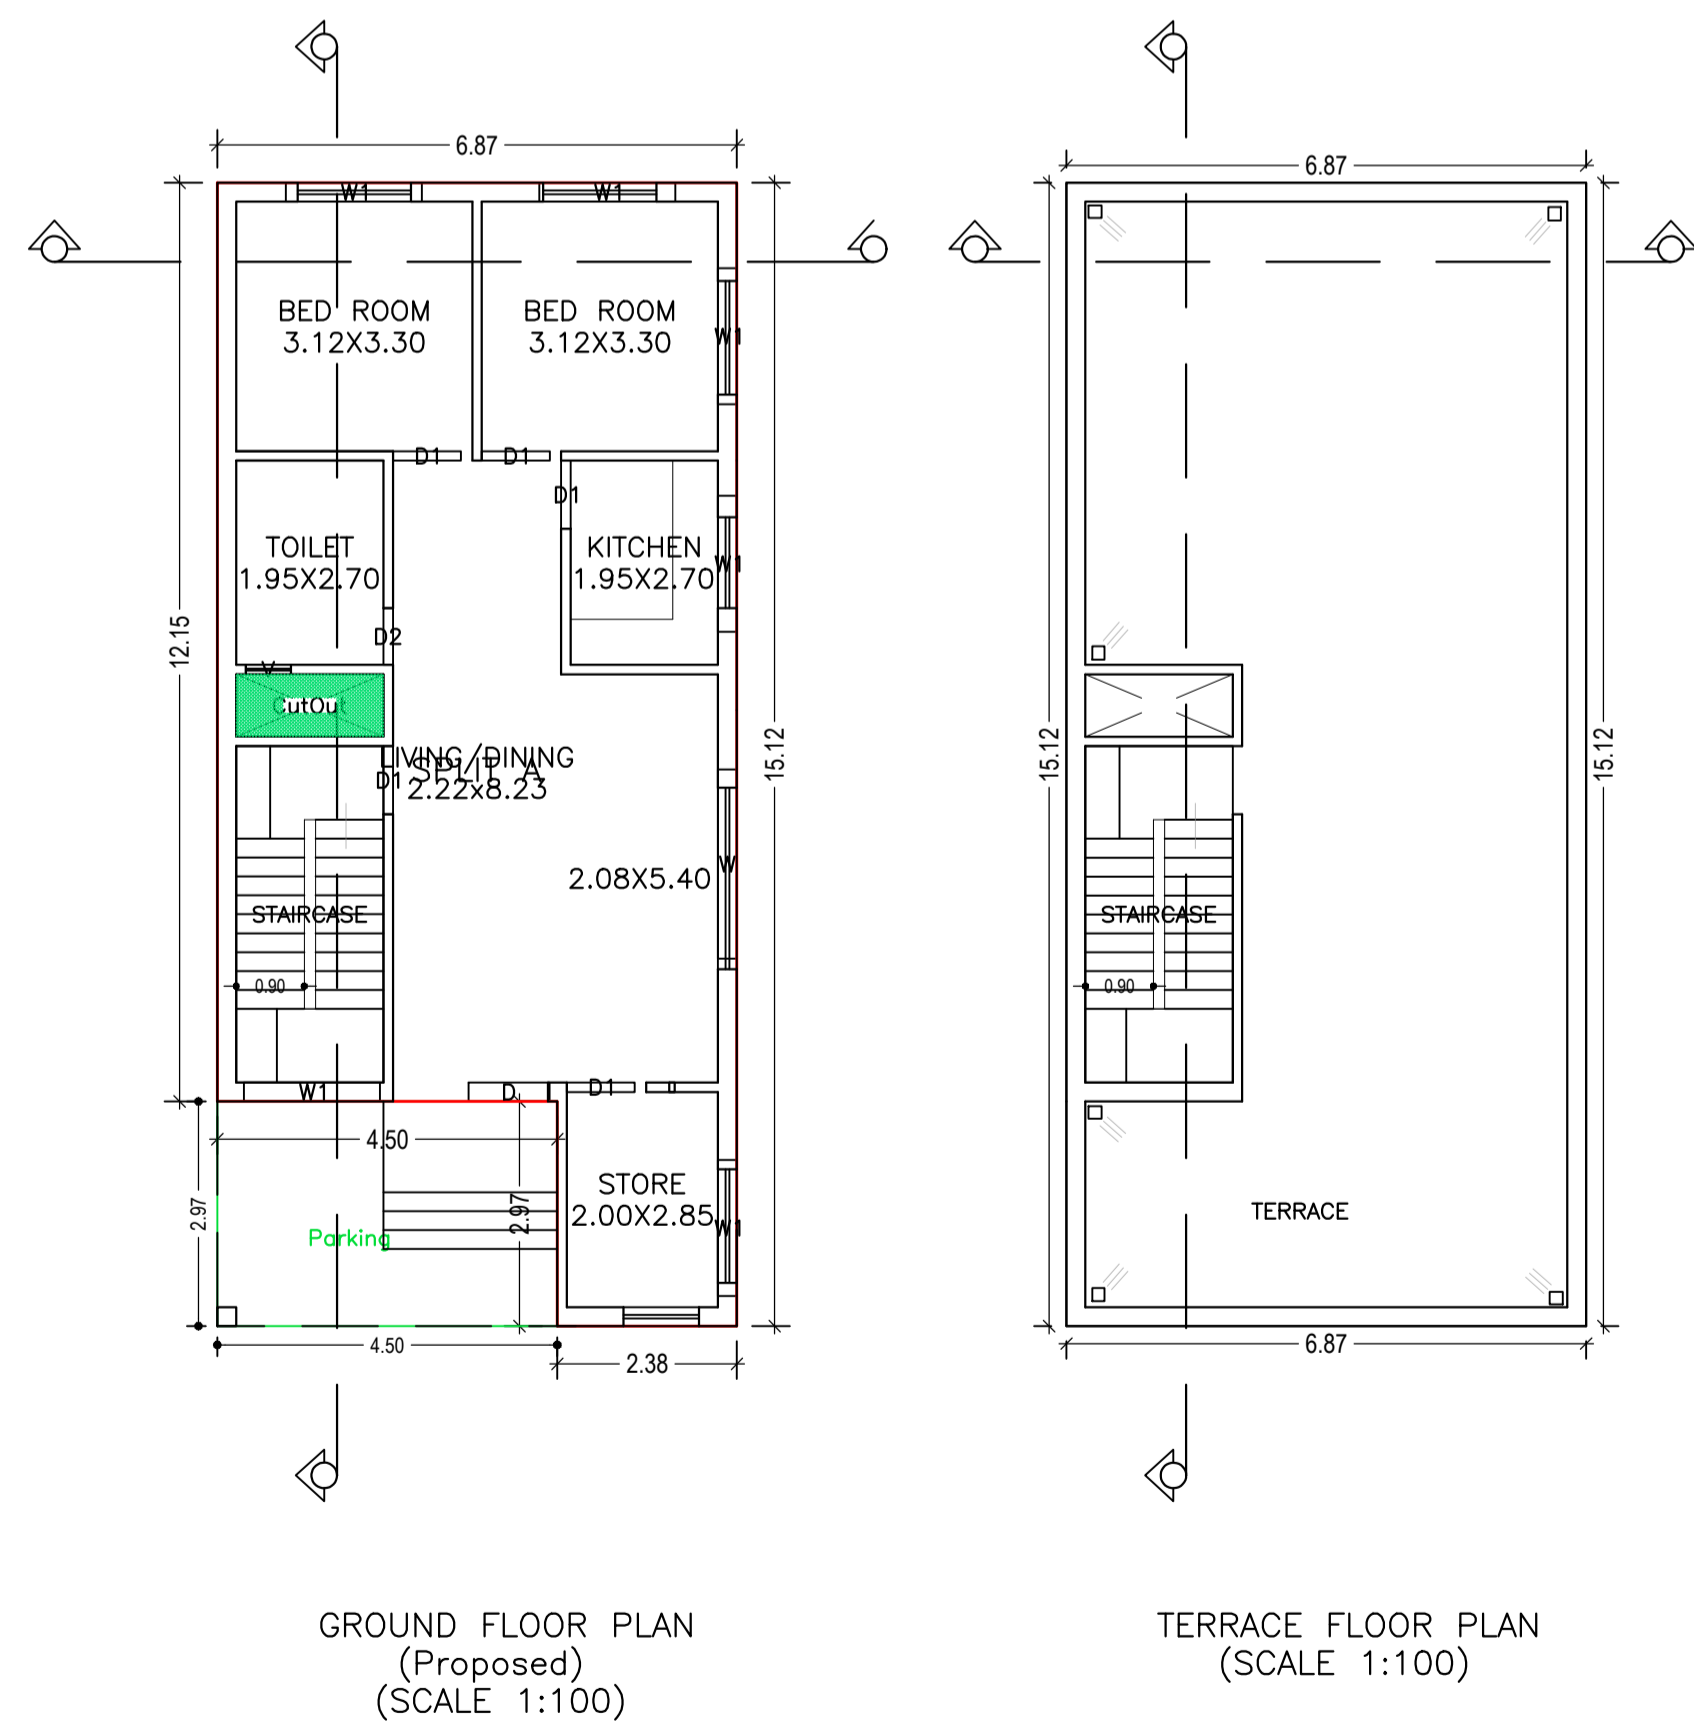 6.87
6.87
W1
W1
BED ROOM
3.12X3.30
BED ROOM
3.12X3.30
W1
D1
D1
D1
TOILET
1.95X2.70
KITCHEN
1.95X2.70
W1
12.15
D2
V
CutOut
LIVING/DINING
SPLIT A
2.22x8.23
D1
15.12
15.12
15.12
2.08X5.40
W
STAIRCASE
STAIRCASE
0.90
0.90
W1
D
D1
4.50
2.97
2.97
STORE
2.00X2.85
W1
Parking
TERRACE
4.50
2.38
6.87
GROUND FLOOR PLAN
(Proposed)
(SCALE 1:100)
TERRACE FLOOR PLAN
(SCALE 1:100)